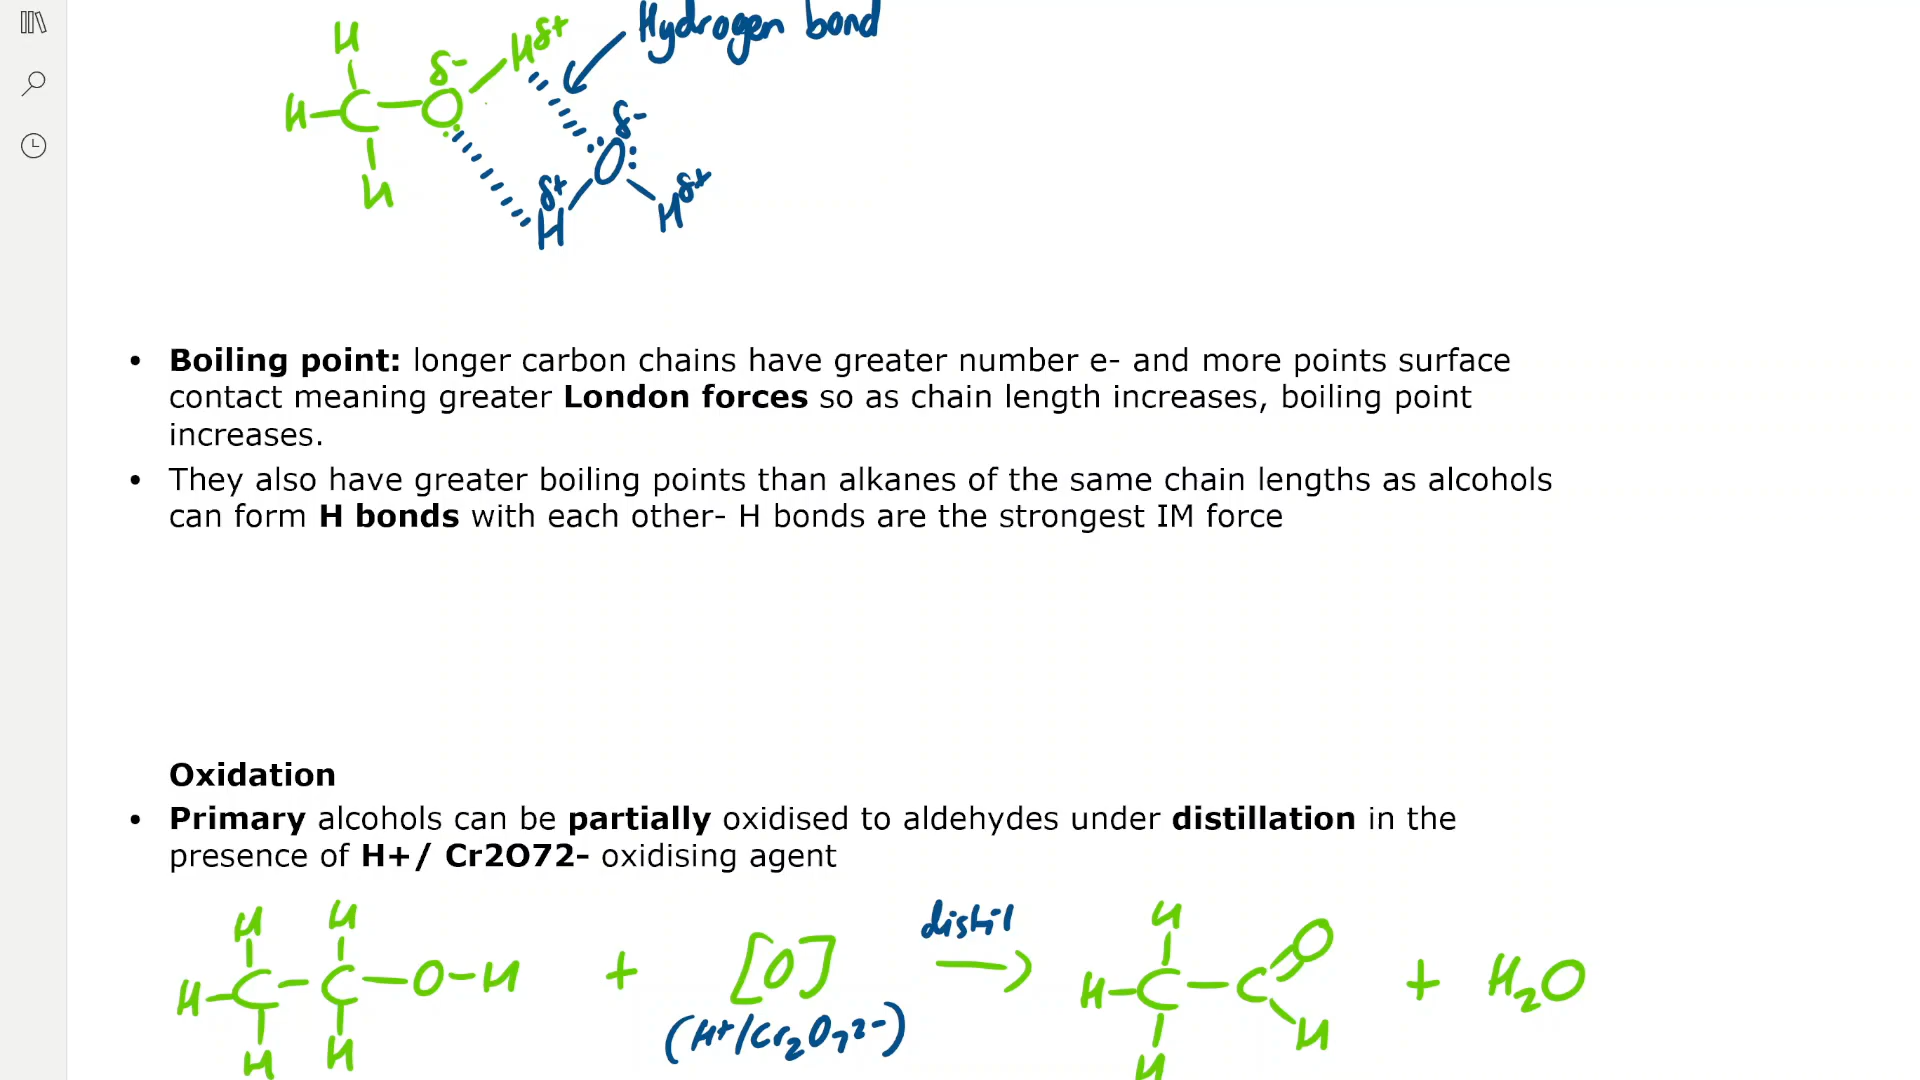 Hydrogen bond
H
H δ+
δ-
H-C-O
H
δ-
O
δ+
H
H δ+
• Boiling point: longer carbon chains have greater number e- and more points surface
contact meaning greater London forces so as chain length increases, boiling point
increases.
• They also have greater boiling points than alkanes of the same chain lengths as alcohols
can form H bonds with each other- H bonds are the strongest IM force
Oxidation
• Primary alcohols can be partially oxidised to aldehydes under distillation in the
presence of H+/ Cr2O72- oxidising agent
H H distil H O
H-C-C-O-H + [O] → H-C-C + H2O
H H (H+/Cr2O7 2-) H H